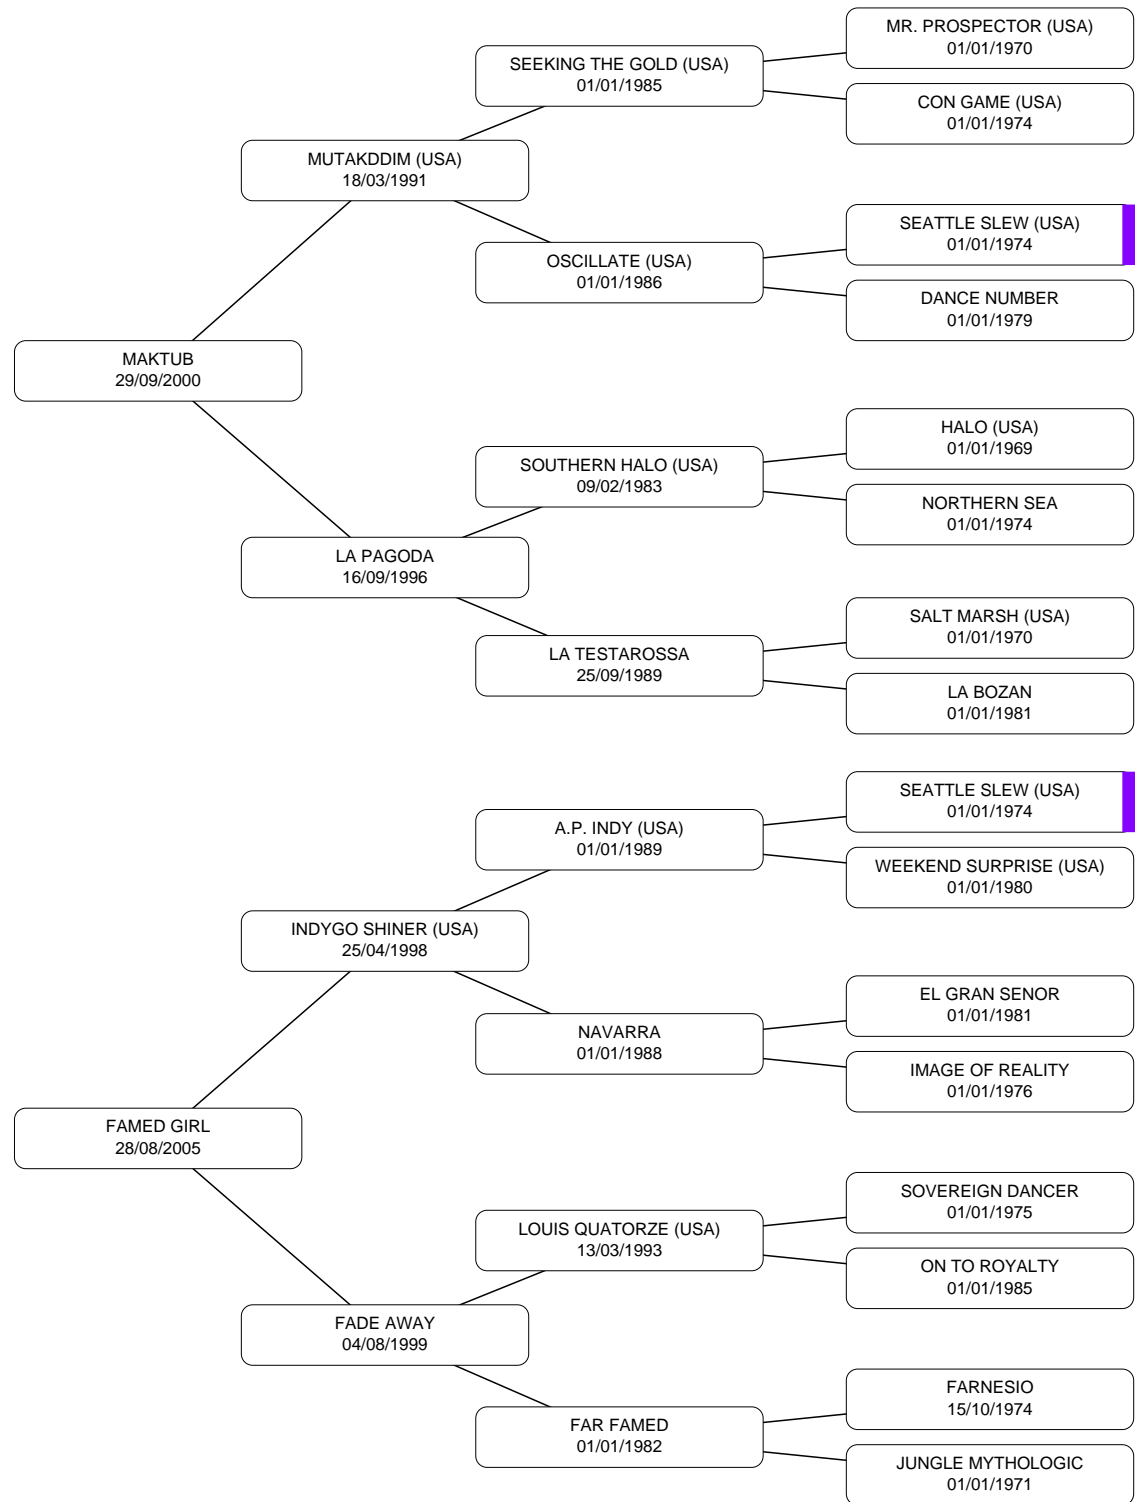 MR. PROSPECTOR (USA)
01/01/1970
SEEKING THE GOLD (USA)
01/01/1985
CON GAME (USA)
01/01/1974
MUTAKDDIM (USA)
18/03/1991
SEATTLE SLEW (USA)
01/01/1974
OSCILLATE (USA)
01/01/1986
DANCE NUMBER
01/01/1979
MAKTUB
29/09/2000
HALO (USA)
01/01/1969
SOUTHERN HALO (USA)
09/02/1983
NORTHERN SEA
01/01/1974
LA PAGODA
16/09/1996
SALT MARSH (USA)
01/01/1970
LA TESTAROSSA
25/09/1989
LA BOZAN
01/01/1981
SEATTLE SLEW (USA)
01/01/1974
A.P. INDY (USA)
01/01/1989
WEEKEND SURPRISE (USA)
01/01/1980
INDYGO SHINER (USA)
25/04/1998
EL GRAN SENOR
01/01/1981
NAVARRA
01/01/1988
IMAGE OF REALITY
01/01/1976
FAMED GIRL
28/08/2005
SOVEREIGN DANCER
01/01/1975
LOUIS QUATORZE (USA)
13/03/1993
ON TO ROYALTY
01/01/1985
FADE AWAY
04/08/1999
FARNESIO
15/10/1974
FAR FAMED
01/01/1982
JUNGLE MYTHOLOGIC
01/01/1971